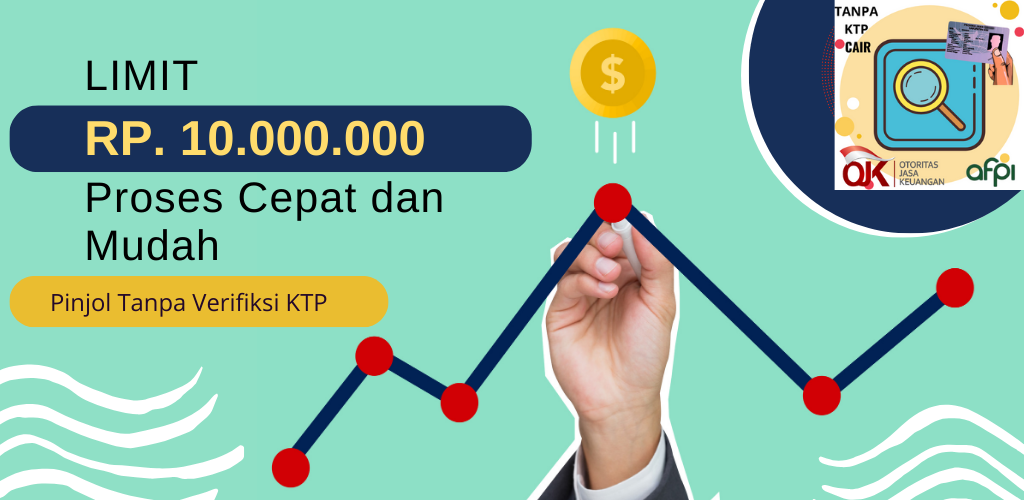 LIMIT
RP. 10.000.000
Proses Cepat dan
Mudah
Pinjol Tanpa Verifiksi KTP
$
TANPA
KTP
CAIR
OJK
OTORITAS
JASA
KEUANGAN
afpi